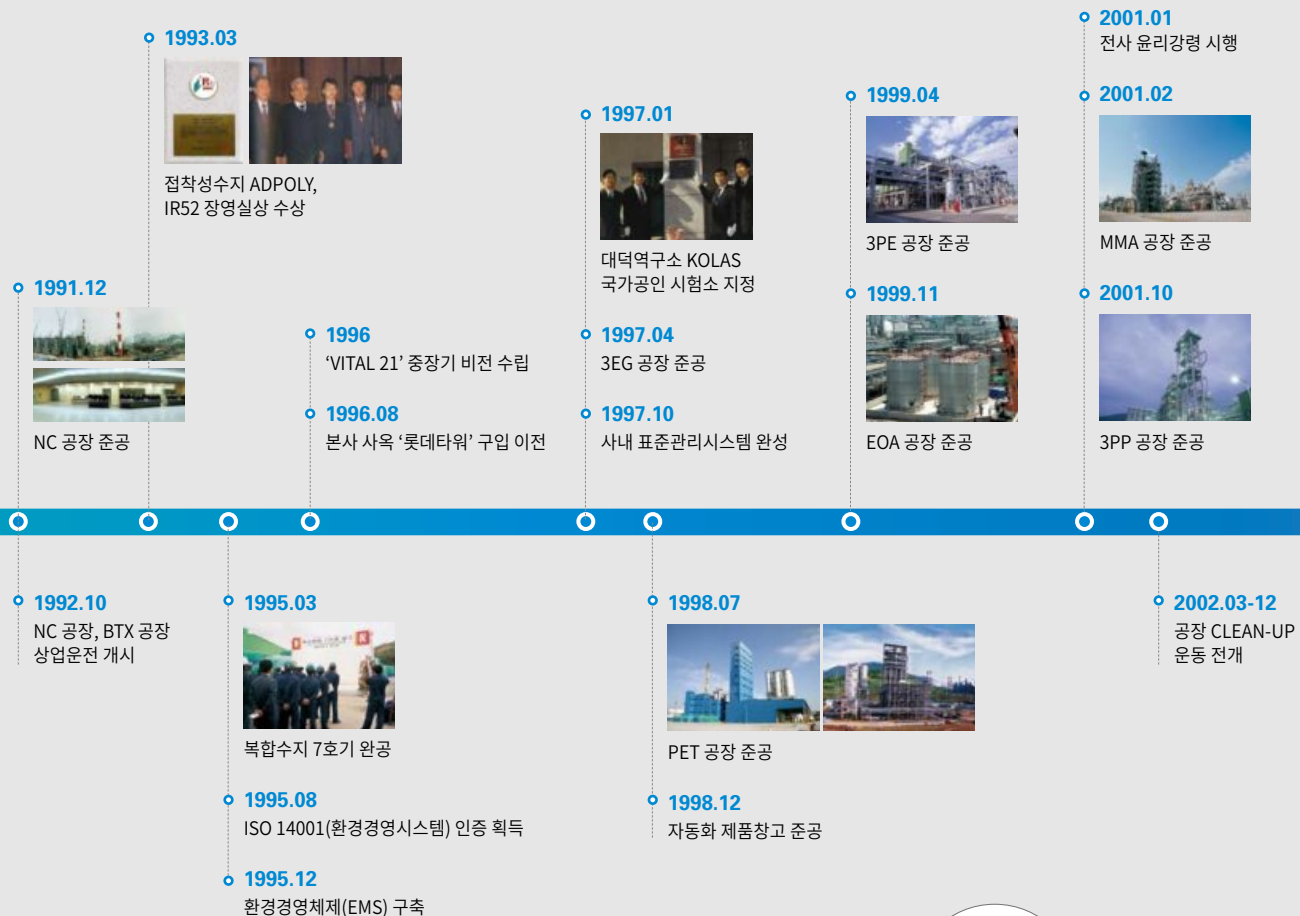 1991.12
NC 공장 준공
1992.10
NC 공장, BTX 공장
상업운전 개시
1993.03
접착성수지 ADPOLY,
IR52 장영실상 수상
1995.03
복합수지 7호기 완공
1995.08
ISO 14001(환경경영시스템) 인증 획득
1995.12
환경경영체제(EMS) 구축
1996
‘VITAL 21’ 중장기 비전 수립
1996.08
본사 사옥 ‘롯데타워’ 구입 이전
1997.01
대덕역구소 KOLAS
국가공인 시험소 지정
1997.04
3EG 공장 준공
1997.10
사내 표준관리시스템 완성
1998.07
PET 공장 준공
1998.12
자동화 제품창고 준공
1999.04
3PE 공장 준공
1999.11
EOA 공장 준공
2001.01
전사 윤리강령 시행
2001.02
MMA 공장 준공
2001.10
3PP 공장 준공
2002.03-12
공장 CLEAN-UP
운동 전개